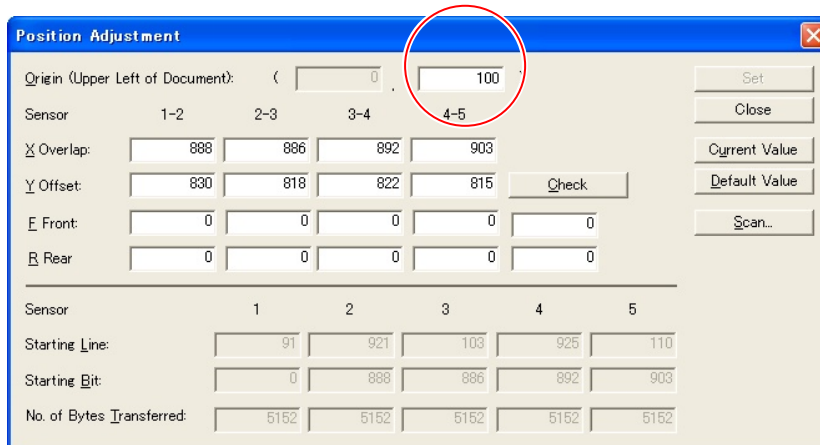 Position Adjustment
Origin (Upper Left of Document): ( 0 , 100 ) Set
Sensor 1-2 2-3 3-4 4-5 Close
X Overlap: 888 886 892 903 Current Value
Y Offset: 830 818 822 815 Check Default Value
F Front: 0 0 0 0 0 Scan...
R Rear 0 0 0 0 0
Sensor 1 2 3 4 5
Starting Line: 91 921 103 925 110
Starting Bit: 0 888 886 892 903
No. of Bytes Transferred: 5152 5152 5152 5152 5152